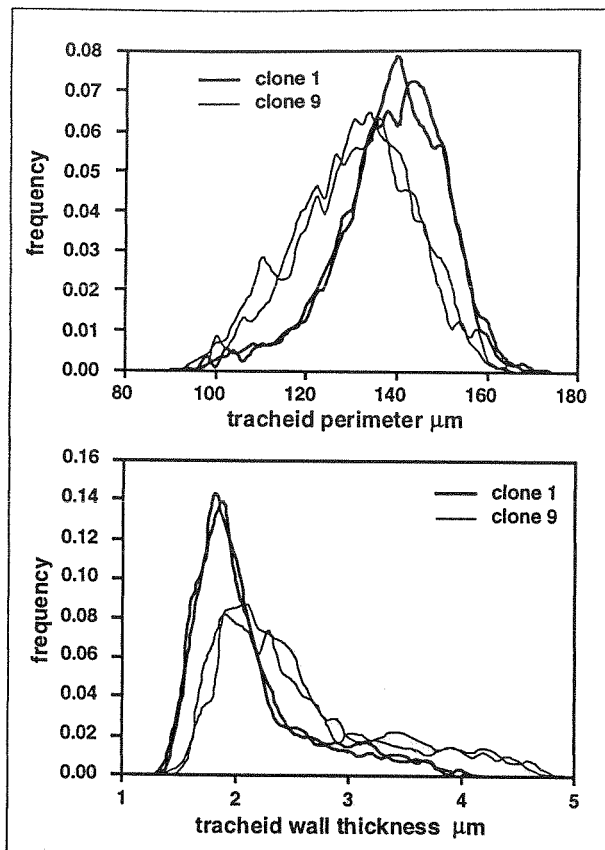 0.08
0.07
0.06
0.05
0.04
0.03
0.02
0.01
0.00
frequency
clone 1
clone 9
80 100 120 140 160 180
tracheid perimeter µm
0.16
0.14
0.12
0.10
0.08
0.06
0.04
0.02
0.00
frequency
clone 1
clone 9
1 2 3 4 5
tracheid wall thickness µm